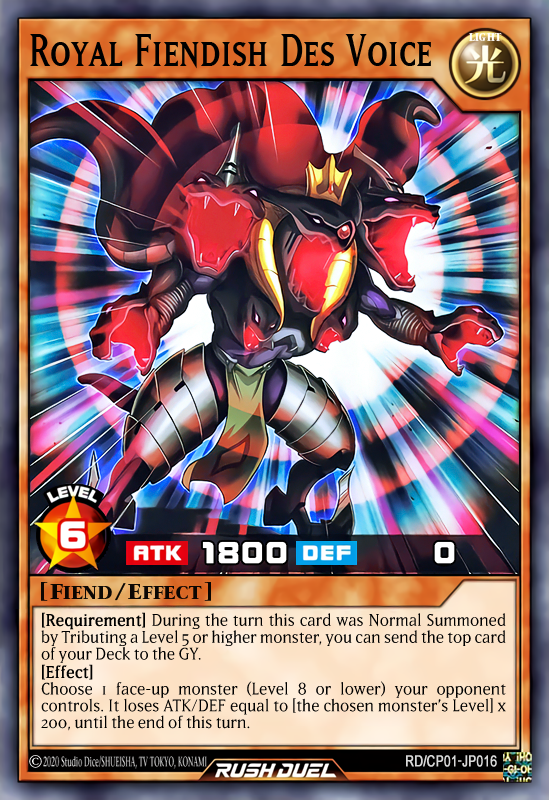 ROYAL FIENDISH DES VOICE
LIGHT
光
LEVEL
6
ATK 1800 DEF 0
[FIEND/EFFECT]
[Requirement] During the turn this card was Normal Summoned
by Tributing a Level 5 or higher monster, you can send the top card
of your Deck to the GY.
[Effect]
Choose 1 face-up monster (Level 8 or lower) your opponent
controls. It loses ATK/DEF equal to [the chosen monster's Level] x
200, until the end of this turn.
©2020 Studio Dice/SHUEISHA, TV TOKYO, KONAMI
RUSH DUEL
RD/CP01-JP016